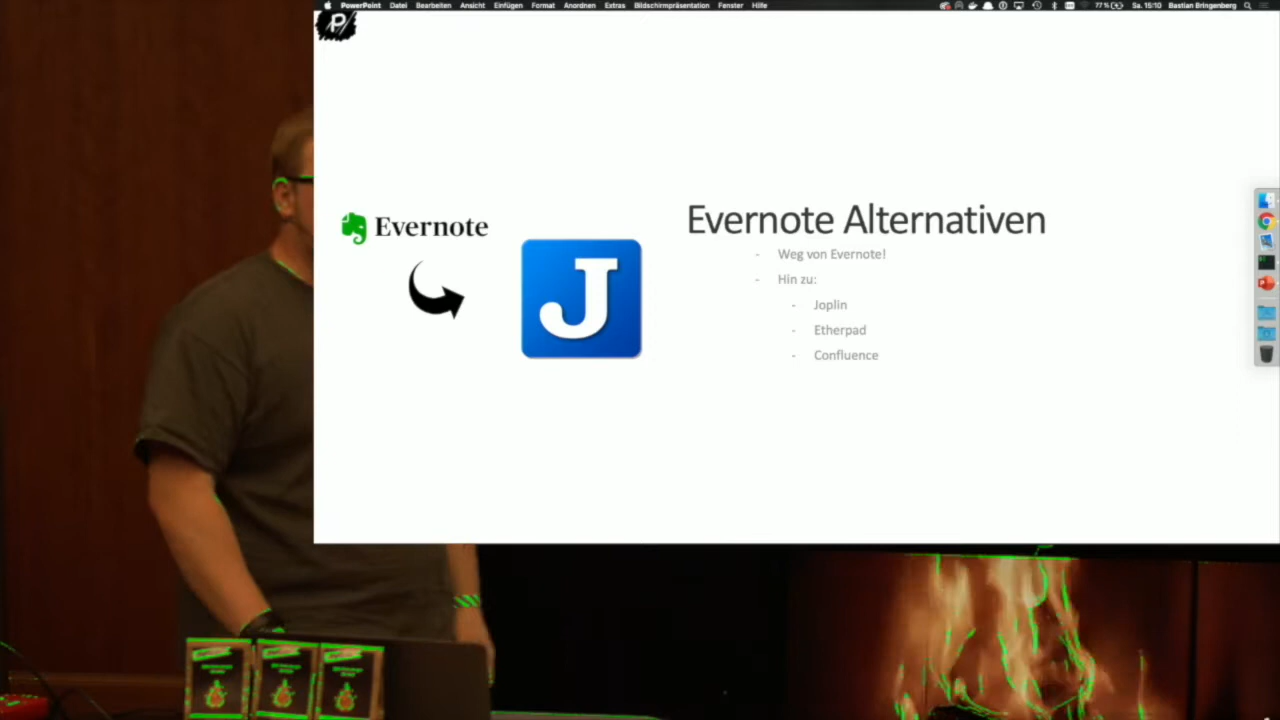 PowerPoint Datei Bearbeiten Ansicht Einfügen Format Anordnen Extras Bildschirmpräsentation Fenster Hilfe 77 % Sa. 15:10 Bastian Bringenberg
Evernote
J
Evernote Alternativen
- Weg von Evernote!
- Hin zu:
- Joplin
- Etherpad
- Confluence